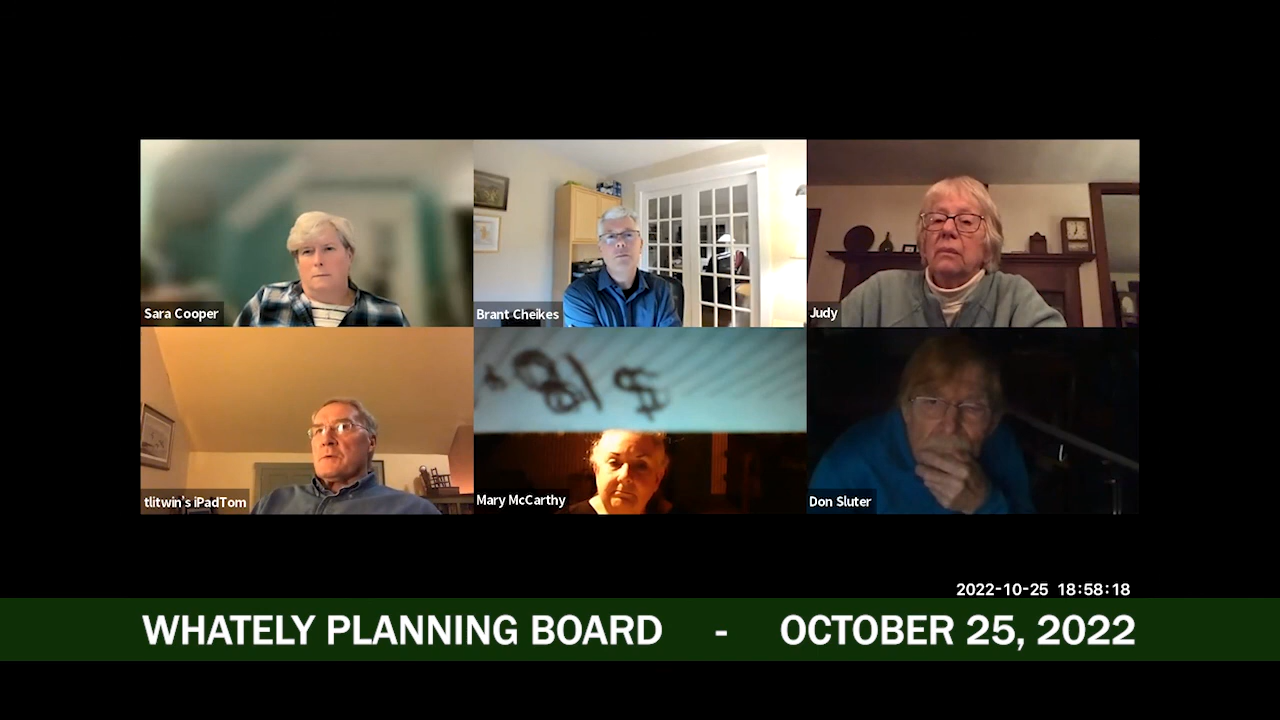 Sara Cooper
Brant Cheikes
Judy
tlitwin's iPadTom
Mary McCarthy
Don Sluter
2022-10-25 18:58:18
WHATELY PLANNING BOARD - OCTOBER 25, 2022